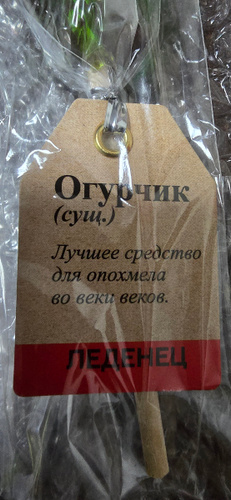 Огурчик
(сущ.)
Лучшее средство
для опохмела
во веки веков.
ЛЕДЕНЕЦ